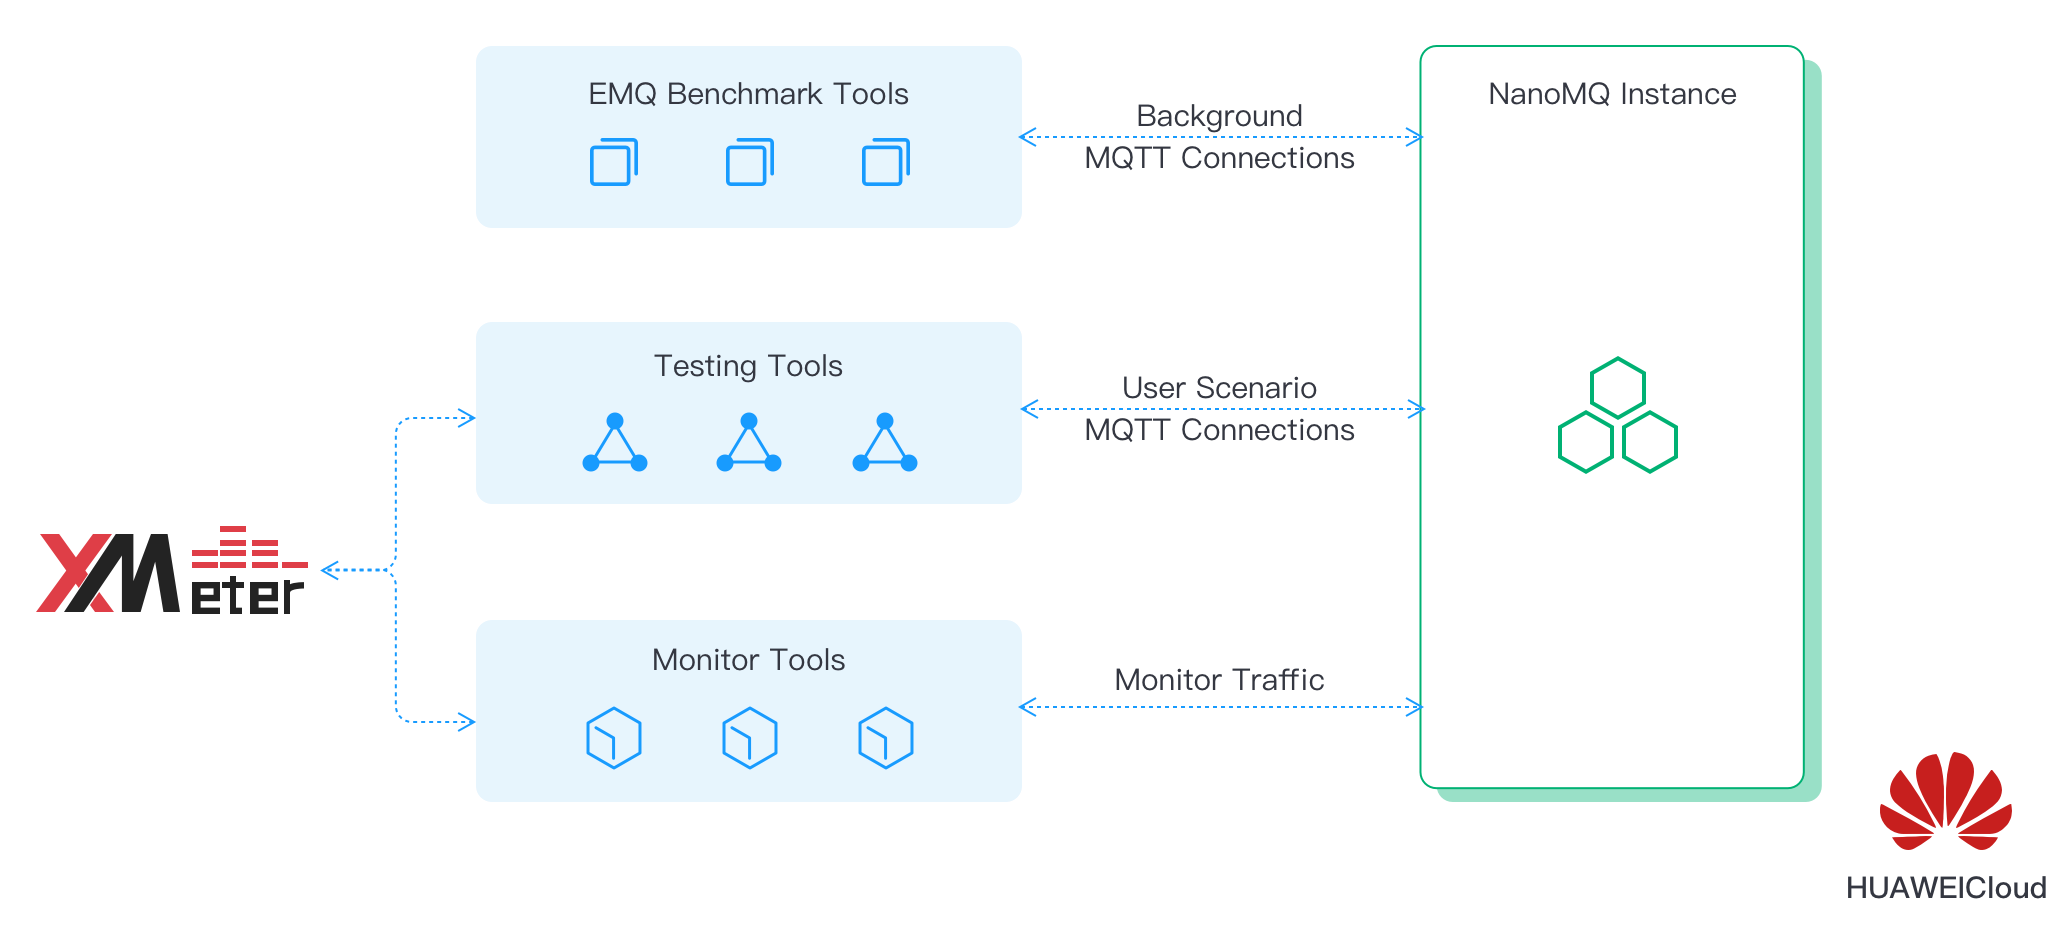 EMQ Benchmark Tools
Background
MQTT Connections
NanoMQ Instance
Testing Tools
User Scenario
MQTT Connections
XMeter
Monitor Tools
Monitor Traffic
HUAWEICloud